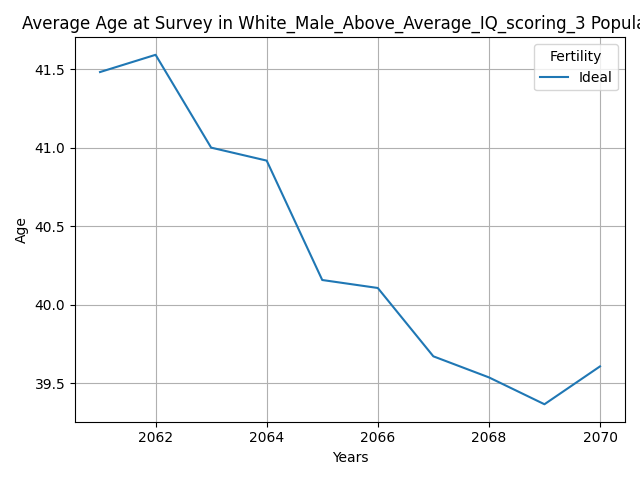 Average Age at Survey in White_Male_Above_Average_IQ_scoring_3 Popula
Fertility
Ideal
41.5
41.0
40.5
40.0
39.5
Age
2062 2064 2066 2068 2070
Years